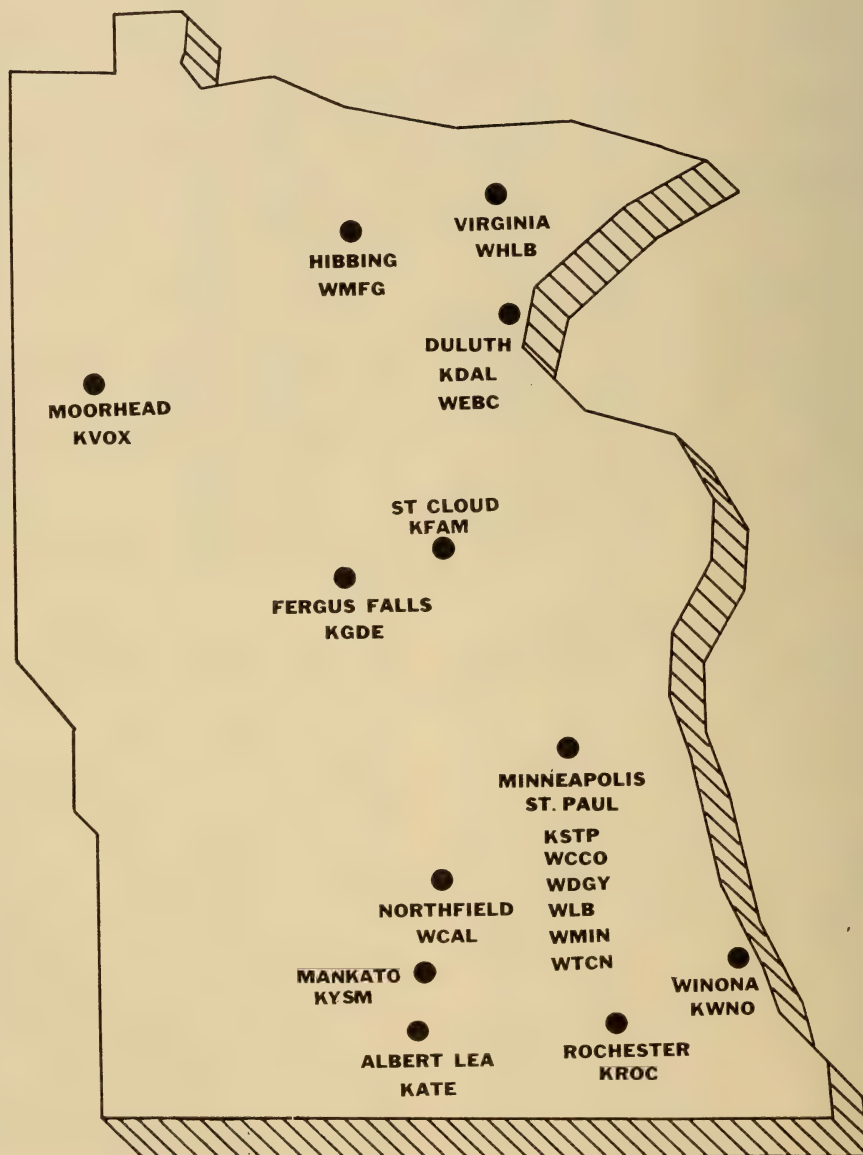 VIRGINIA
WHLB
HIBBING
WMFG
DULUTH
KDAL
WEBC
MOORHEAD
KVOX
ST CLOUD
KFAM
FERGUS FALLS
KGDE
MINNEAPOLIS
ST. PAUL
KSTP
WCCO
WDGY
WLB
WMIN
WTCN
NORTHFIELD
WCAL
MANKATO
KYSM
WINONA
KWNO
ALBERT LEA
KATE
ROCHESTER
KROC